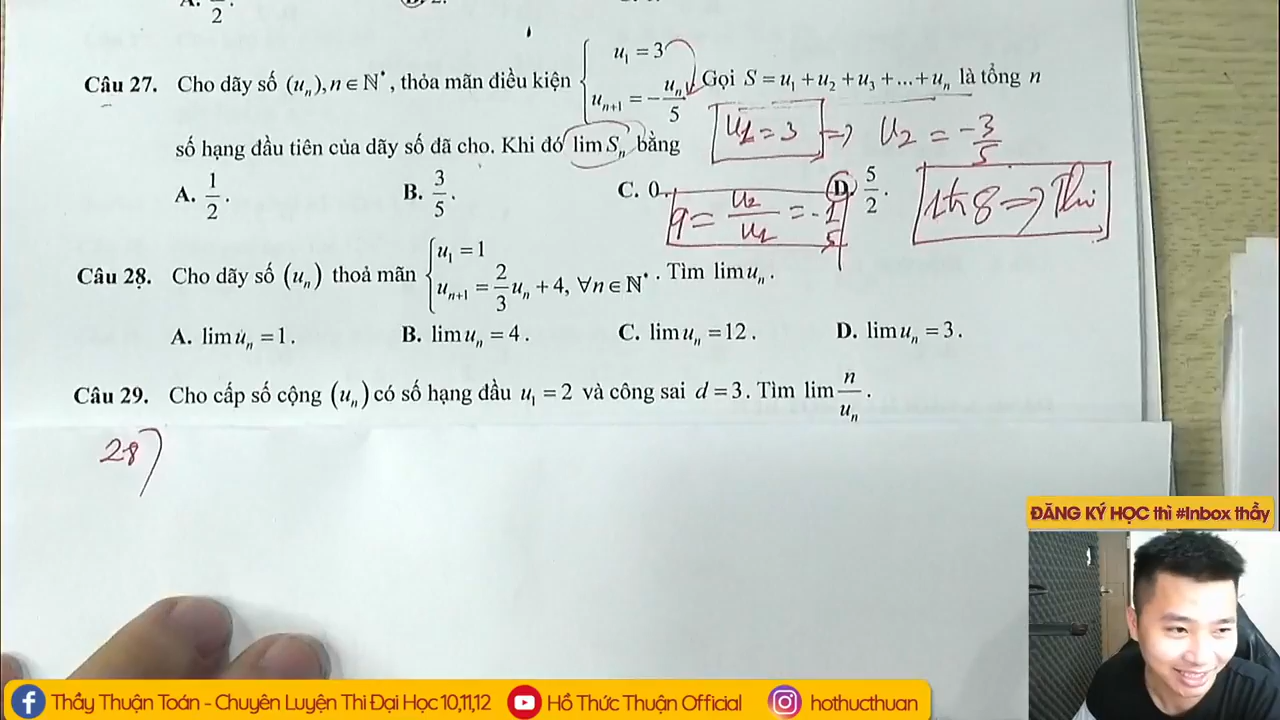 A. 2. B. 2.
Câu 27. Cho dãy số (uₙ), n ∈ ℕ*, thỏa mãn điều kiện { u₁ = 3; uₙ₊₁ = −uₙ/5 . Gọi S = u₁ + u₂ + u₃ + ... + uₙ là tổng n
số hạng đầu tiên của dãy số đã cho. Khi đó lim Sₙ bằng
u₁ = 3 ⇒ u₂ = −3/5
A. 1/2. B. 3/5. C. 0. D. 5/2.
q = u₂/u₁ = −1/5
Câu 28. Cho dãy số (uₙ) thoả mãn { u₁ = 1; uₙ₊₁ = 2/3 uₙ + 4, ∀n ∈ ℕ* . Tìm lim uₙ.
A. lim uₙ = 1. B. lim uₙ = 4. C. lim uₙ = 12. D. lim uₙ = 3.
Câu 29. Cho cấp số cộng (uₙ) có số hạng đầu u₁ = 2 và công sai d = 3. Tìm lim n/uₙ.
28)
ĐĂNG KÝ HỌC thì #Inbox thầy
Thầy Thuận Toán - Chuyên Luyện Thi Đại Học 10,11,12 Hồ Thức Thuận Official hothucthuan